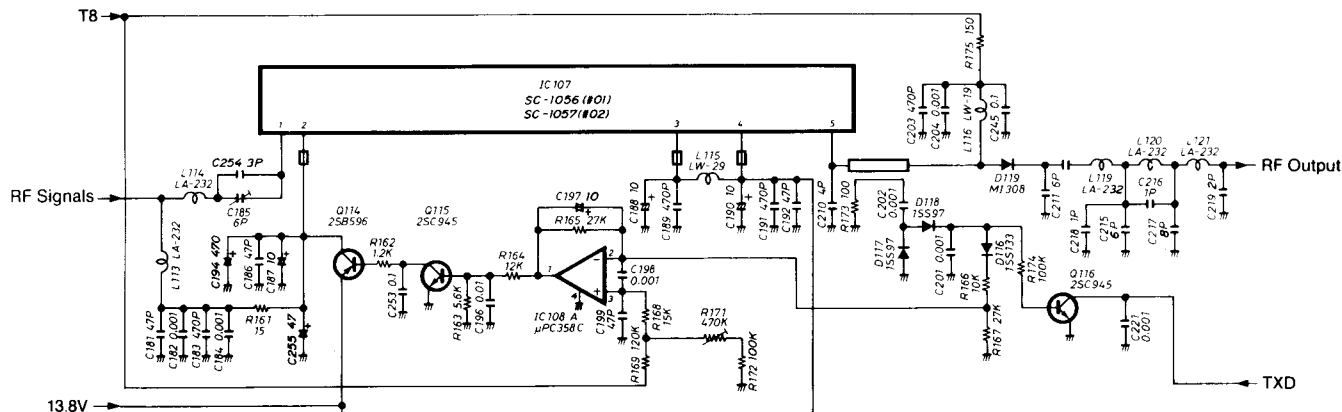 T8
R175 150
IC107
SC-1056 (#01)
SC-1057 (#02)
1
2
3
4
5
C203 470P
C204 0.001
L116 LW-19
C245 0.1
C254 3P
L114
LA-232
C185
6P
RF Signals
L113 LA-232
C194 470
C186 47P
C187 10
Q114
2SB596
Q115
2SC945
R162
1.2K
C253 0.1
R163 5.6K
C196 0.01
R164
12K
C197 10
R165 27K
1
2
3
4
IC108 A
µPC358C
C198
0.001
C199
47P
R168
15K
R169 120K
R171
470K
R172 100K
C188 10
C189 470P
L115
LW-29
C190 10
C191 470P
C192 47P
C210 4P
R173 100
C202
0.001
D118
1SS97
D117
1SS97
C201 0.001
D116
1SS133
R166
10K
R174
100K
R167 27K
Q116
2SC945
C221
0.001
D119
MI308
C211 6P
L119
LA-232
L120
LA-232
L121
LA-232
C216
1P
C218 1P
C215
6P
C217
8P
C219 2P
RF Output
C181 47P
C182 0.001
C183 470P
C184 0.001
R161
15
C255 47
TXD
13.8V